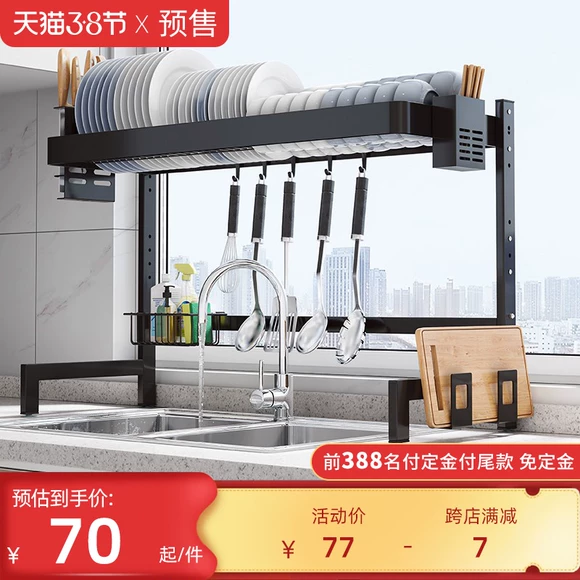 天猫3·8节 x 预售
前388名付定金付尾款 免定金
预估到手价:
¥ 70 起/件
活动价 跨店满减
¥ 77 - 7